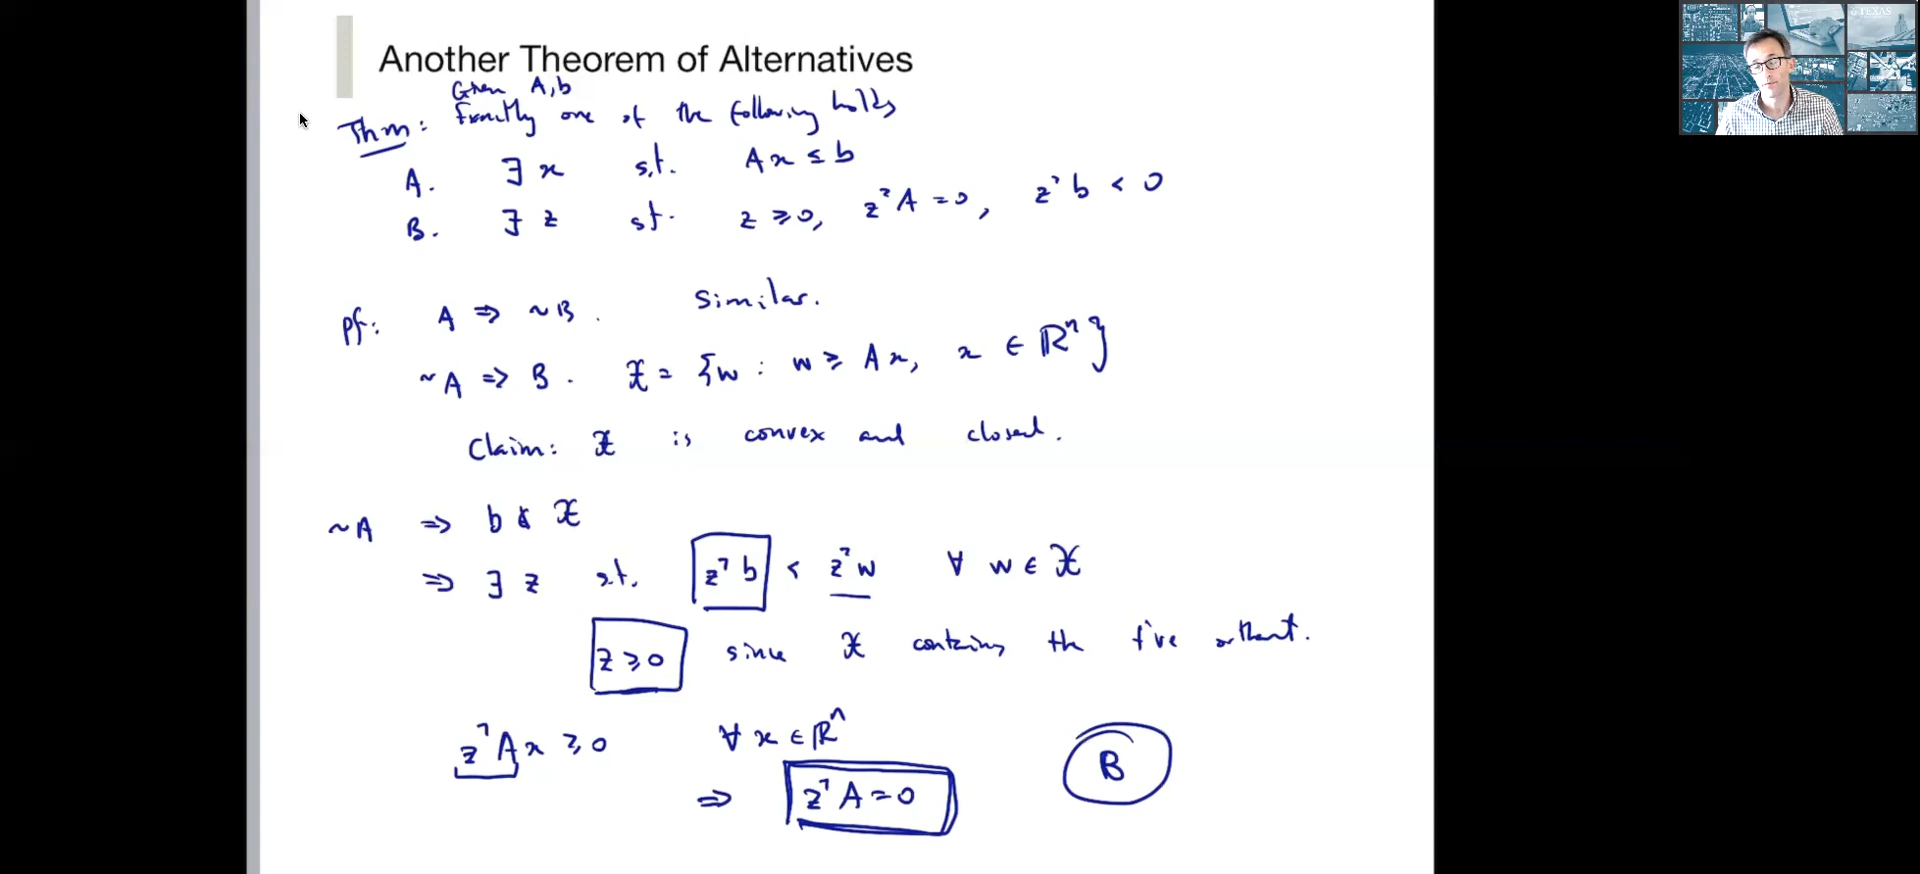 Another Theorem of Alternatives
Given A, b
Thm: Exactly one of the following holds
A. ∃ x s.t. Ax ≤ b
B. ∃ z st. z ≥ 0, zᵀA = 0, zᵀb < 0
Pf: A ⇒ ~B. Similar.
~A ⇒ B. 𝒳 = {w : w ≥ Ax, x ∈ ℝⁿ}
Claim: 𝒳 is convex and closed.
~A ⇒ b ∉ 𝒳
⇒ ∃ z s.t. zᵀb < zᵀw ∀ w ∈ 𝒳
z ≥ 0 since 𝒳 contains the +'ve orthant.
zᵀAx ≥ 0 ∀ x ∈ ℝⁿ
⇒ zᵀA = 0 B
TEXAS